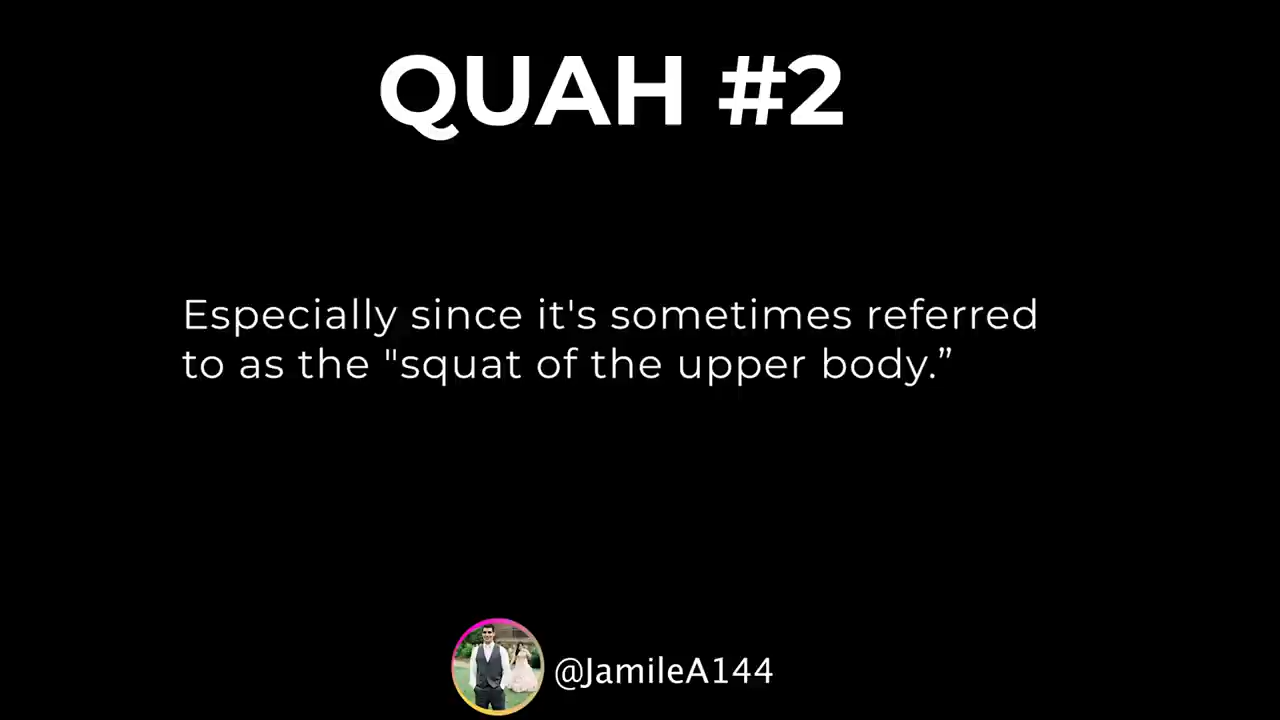 QUAH #2
Especially since it's sometimes referred
to as the "squat of the upper body.”
@JamileA144